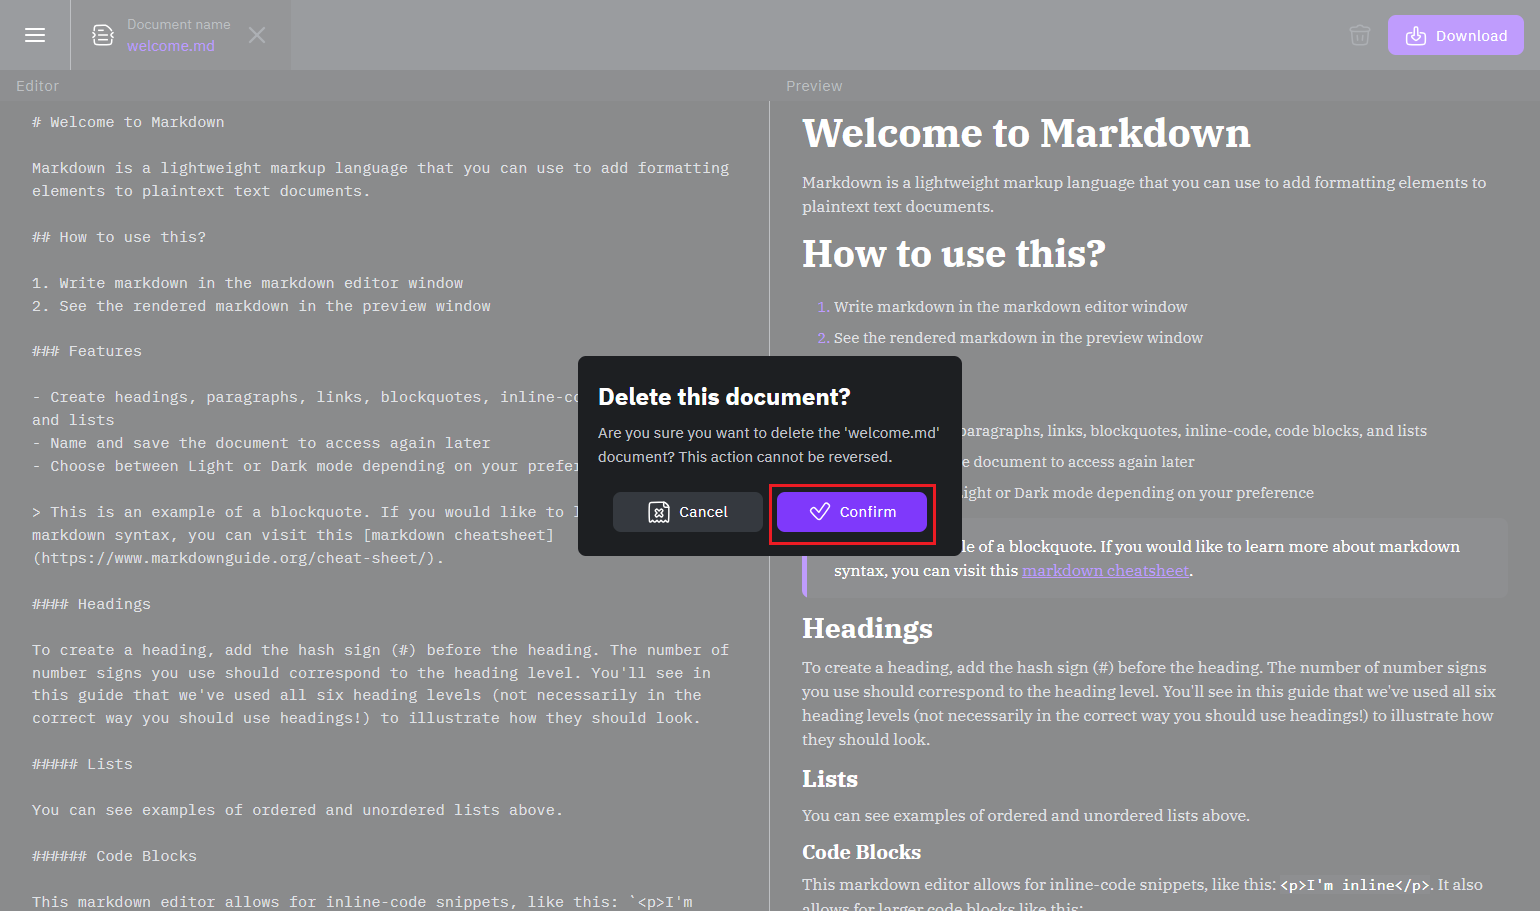 Document name
welcome.md
Download
Editor
Preview
# Welcome to Markdown
Markdown is a lightweight markup language that you can use to add formatting
elements to plaintext text documents.
## How to use this?
1. Write markdown in the markdown editor window
2. See the rendered markdown in the preview window
### Features
- Create headings, paragraphs, links, blockquotes, inline-co
and lists
- Name and save the document to access again later
- Choose between Light or Dark mode depending on your prefer
> This is an example of a blockquote. If you would like to
markdown syntax, you can visit this [markdown cheatsheet]
(https://www.markdownguide.org/cheat-sheet/).
#### Headings
To create a heading, add the hash sign (#) before the heading. The number of
number signs you use should correspond to the heading level. You'll see in
this guide that we've used all six heading levels (not necessarily in the
correct way you should use headings!) to illustrate how they should look.
##### Lists
You can see examples of ordered and unordered lists above.
###### Code Blocks
This markdown editor allows for inline-code snippets, like this: `<p>I'm
Welcome to Markdown
Markdown is a lightweight markup language that you can use to add formatting elements to
plaintext text documents.
How to use this?
1. Write markdown in the markdown editor window
2. See the rendered markdown in the preview window
paragraphs, links, blockquotes, inline-code, code blocks, and lists
document to access again later
ight or Dark mode depending on your preference
of a blockquote. If you would like to learn more about markdown
syntax, you can visit this markdown cheatsheet.
Headings
To create a heading, add the hash sign (#) before the heading. The number of number signs
you use should correspond to the heading level. You'll see in this guide that we've used all six
heading levels (not necessarily in the correct way you should use headings!) to illustrate how
they should look.
Lists
You can see examples of ordered and unordered lists above.
Code Blocks
This markdown editor allows for inline-code snippets, like this: <p>I'm inline</p>. It also
allows for larger code blocks like this:
Delete this document?
Are you sure you want to delete the 'welcome.md'
document? This action cannot be reversed.
Cancel
Confirm